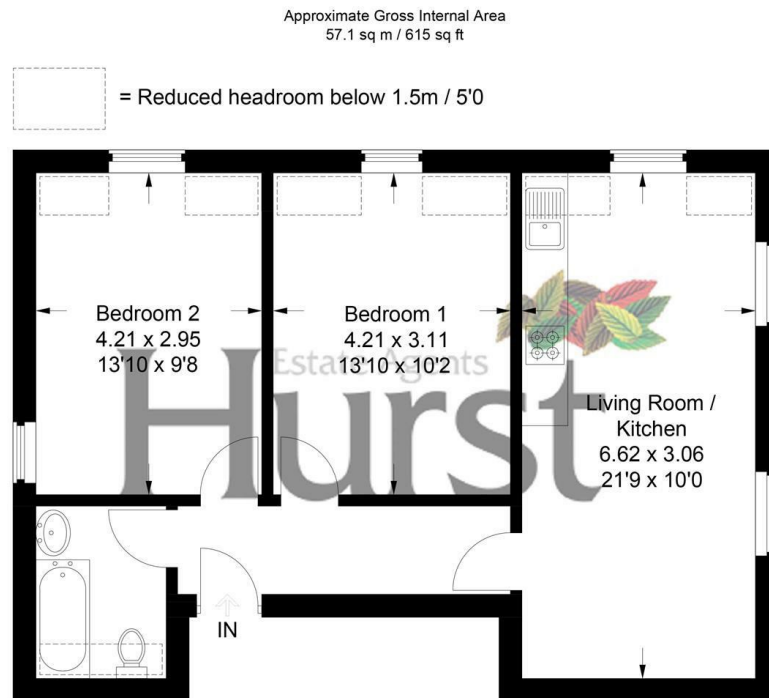 Approximate Gross Internal Area
57.1 sq m / 615 sq ft
= Reduced headroom below 1.5m / 5'0
Bedroom 2
4.21 x 2.95
13'10 x 9'8
Bedroom 1
4.21 x 3.11
13'10 x 10'2
Estate Agents
Hurst
Living Room /
Kitchen
6.62 x 3.06
21'9 x 10'0
IN